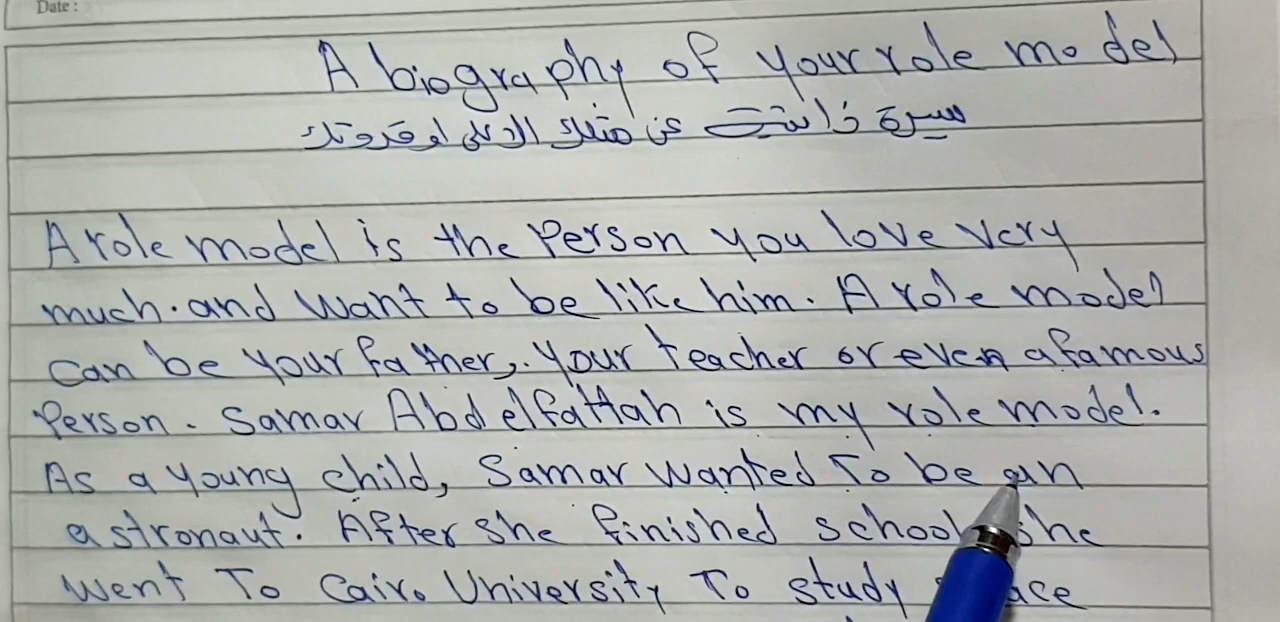 Date :
A biography of your role model
سيرة ذاتية عن مثلك الاعلى او قدوتك
A role model is the Person you love very
much. and want to be like him. A role model
can be your father, your teacher or even a famous
Person. Samar Abdelfattah is my role model.
As a young child, Samar wanted To be an
astronaut. After she finished school she
went To Cairo University To study